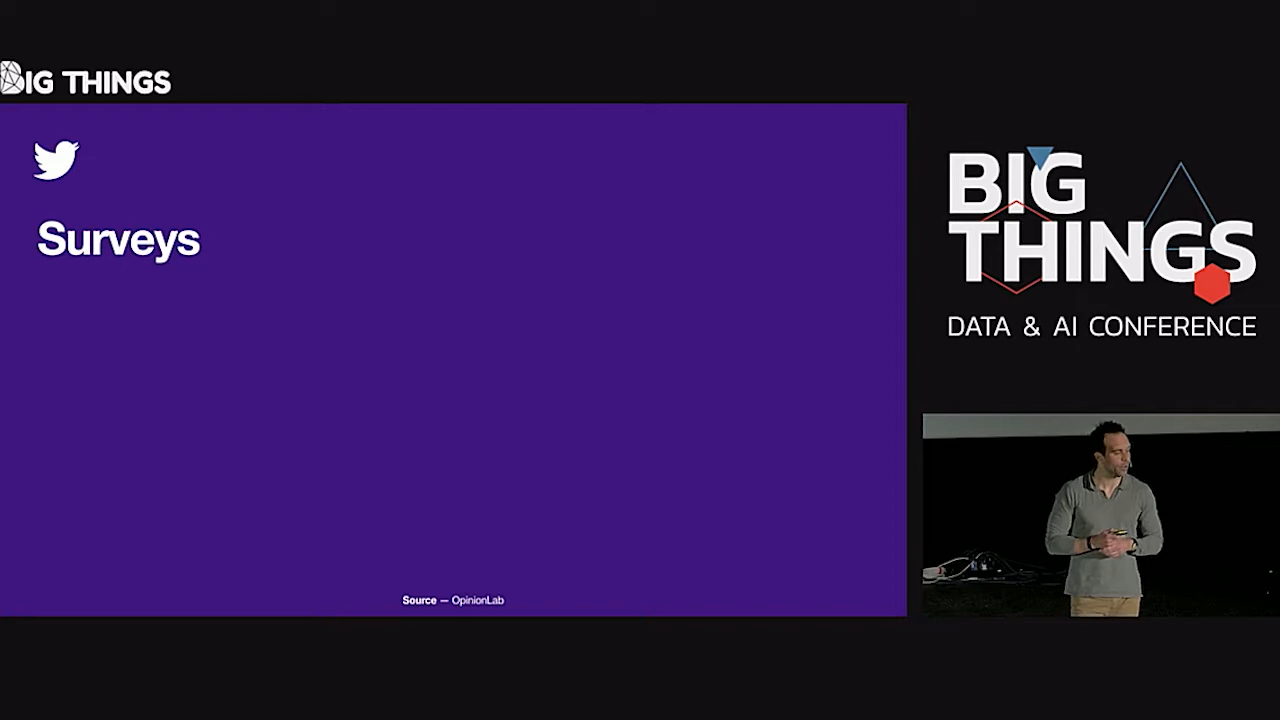 BIG THINGS
Surveys
Source — OpinionLab
BIG
THINGS
DATA & AI CONFERENCE